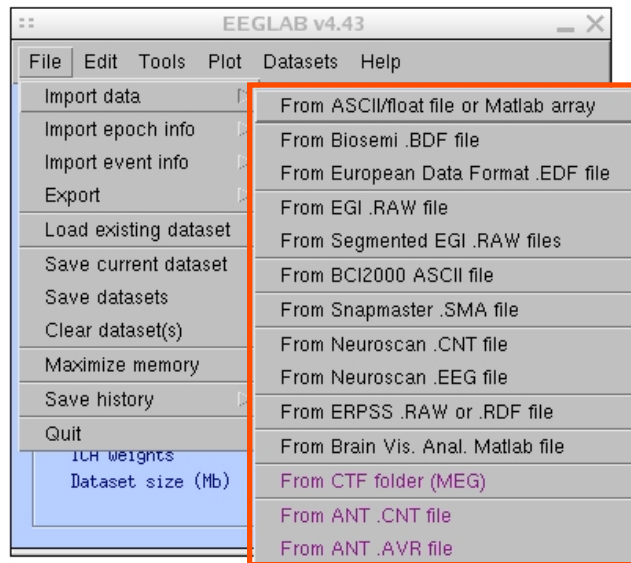 EEGLAB v4.43
File Edit Tools Plot Datasets Help
Import data
Import epoch info
Import event info
Export
Load existing dataset
Save current dataset
Save datasets
Clear dataset(s)
Maximize memory
Save history
Quit
From ASCII/float file or Matlab array
From Biosemi .BDF file
From European Data Format .EDF file
From EGI .RAW file
From Segmented EGI .RAW files
From BCI2000 ASCII file
From Snapmaster .SMA file
From Neuroscan .CNT file
From Neuroscan .EEG file
From ERPSS .RAW or .RDF file
From Brain Vis. Anal. Matlab file
From CTF folder (MEG)
From ANT .CNT file
From ANT .AVR file
ICA weights
Dataset size (Mb)